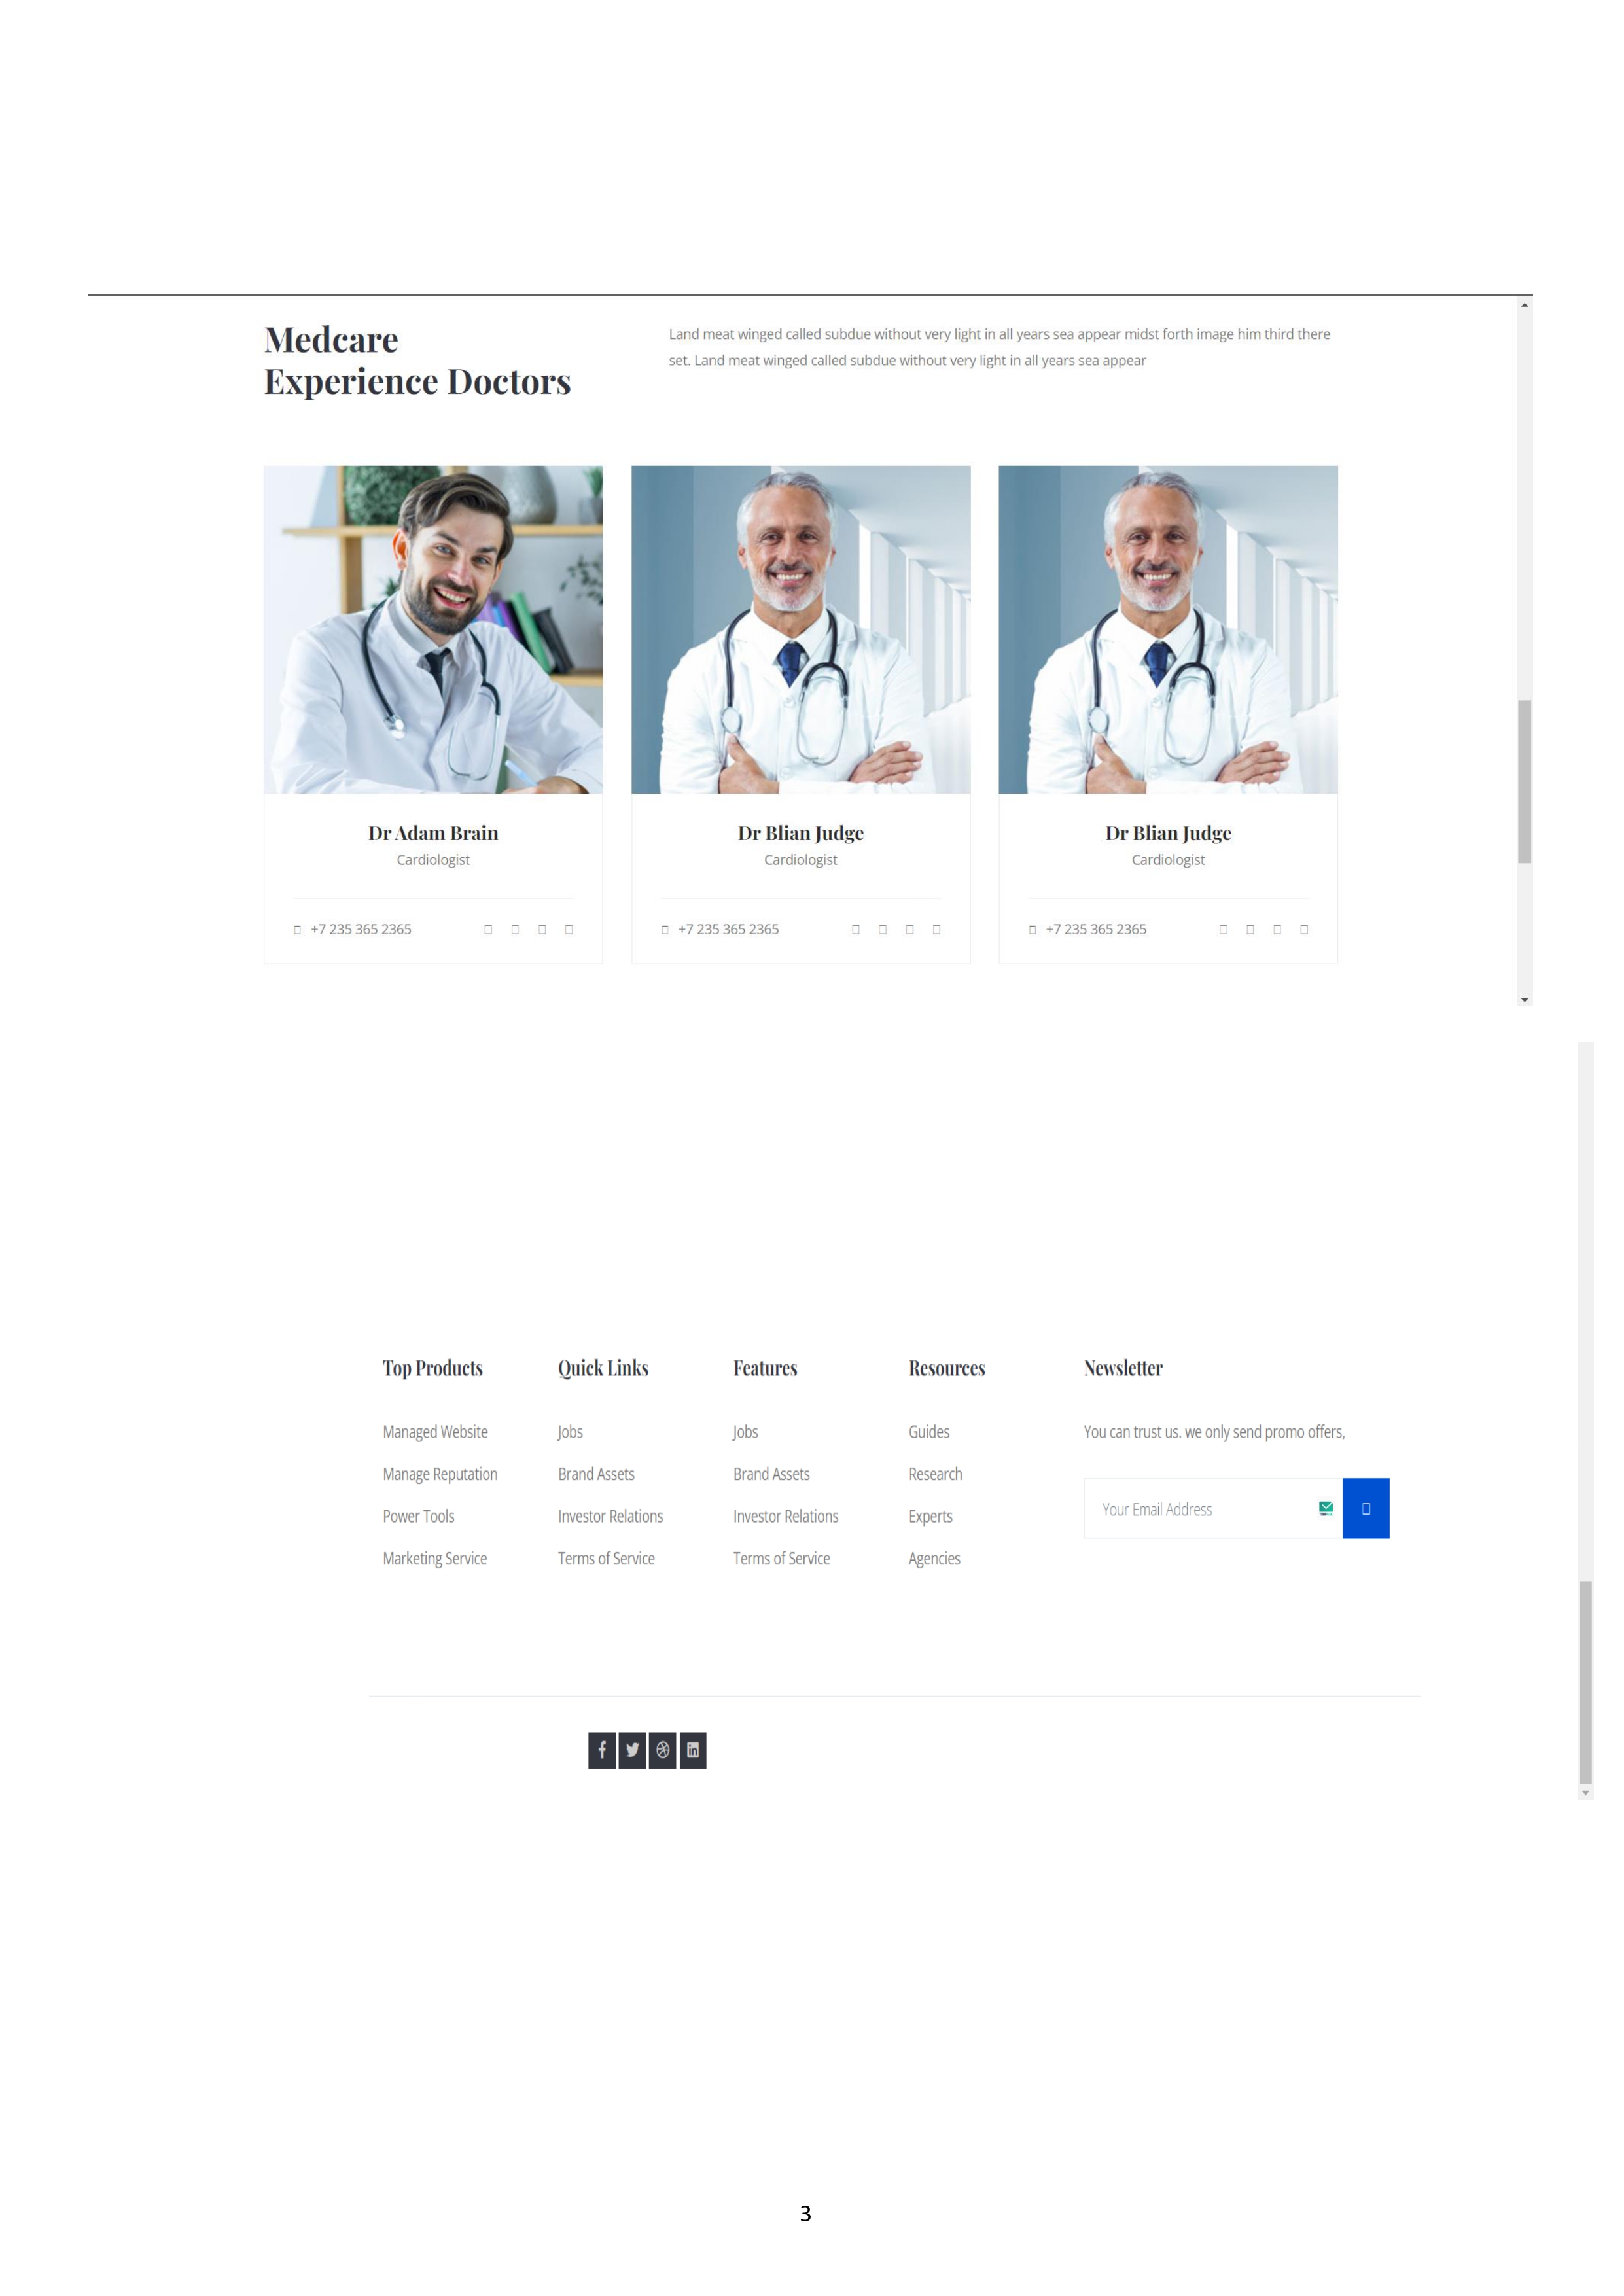 Medcare
Experience Doctors
Land meat winged called subdue without very light in all years sea appear midst forth image him third there
set. Land meat winged called subdue without very light in all years sea appear
Dr Adam Brain
Cardiologist
+7 235 365 2365
Dr Blian Judge
Cardiologist
+7 235 365 2365
Dr Blian Judge
Cardiologist
+7 235 365 2365
Top Products
Managed Website
Manage Reputation
Power Tools
Marketing Service
Quick Links
Jobs
Brand Assets
Investor Relations
Terms of Service
Features
Jobs
Brand Assets
Investor Relations
Terms of Service
Resources
Guides
Research
Experts
Agencies
Newsletter
You can trust us. we only send promo offers,
Your Email Address
3